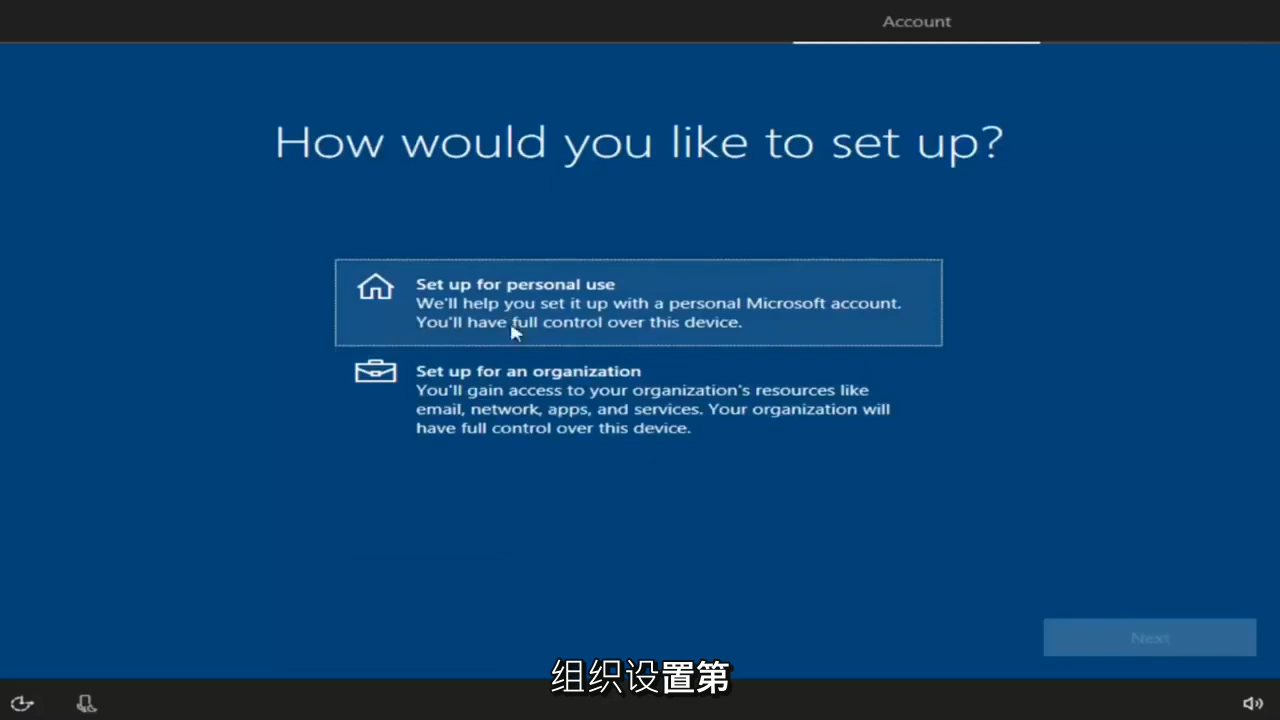 Account
How would you like to set up?
Set up for personal use
We'll help you set it up with a personal Microsoft account.
You'll have full control over this device.
Set up for an organization
You'll gain access to your organization's resources like
email, network, apps, and services. Your organization will
have full control over this device.
Next
组织设置第